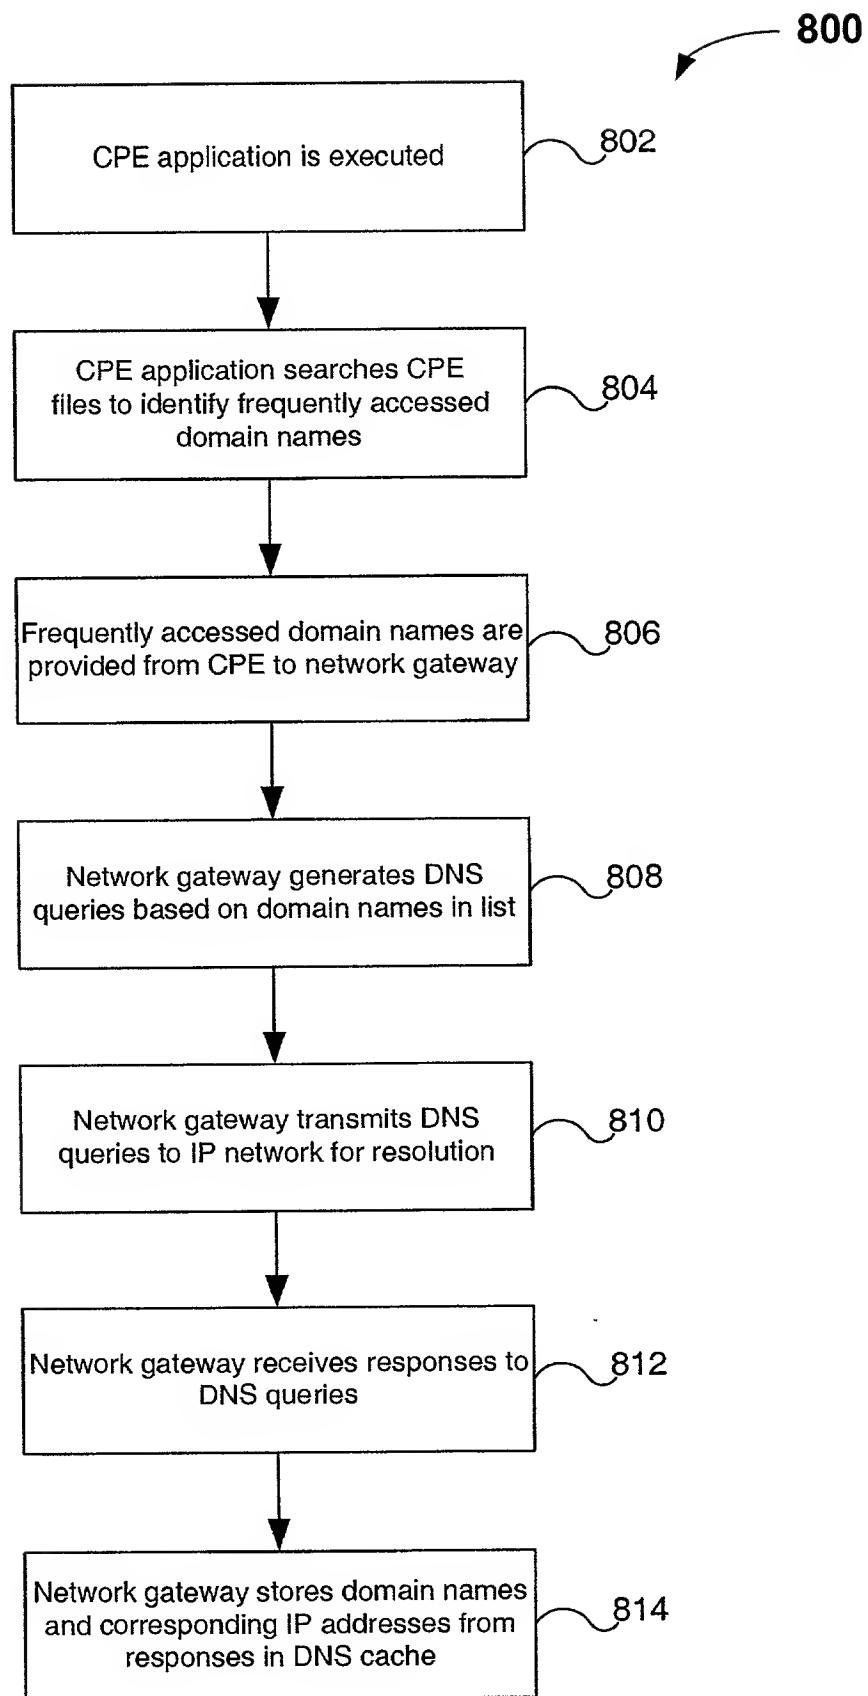 800
CPE application is executed
802
CPE application searches CPE
files to identify frequently accessed
domain names
804
Frequently accessed domain names are
provided from CPE to network gateway
806
Network gateway generates DNS
queries based on domain names in list
808
Network gateway transmits DNS
queries to IP network for resolution
810
Network gateway receives responses to
DNS queries
812
Network gateway stores domain names
and corresponding IP addresses from
responses in DNS cache
814